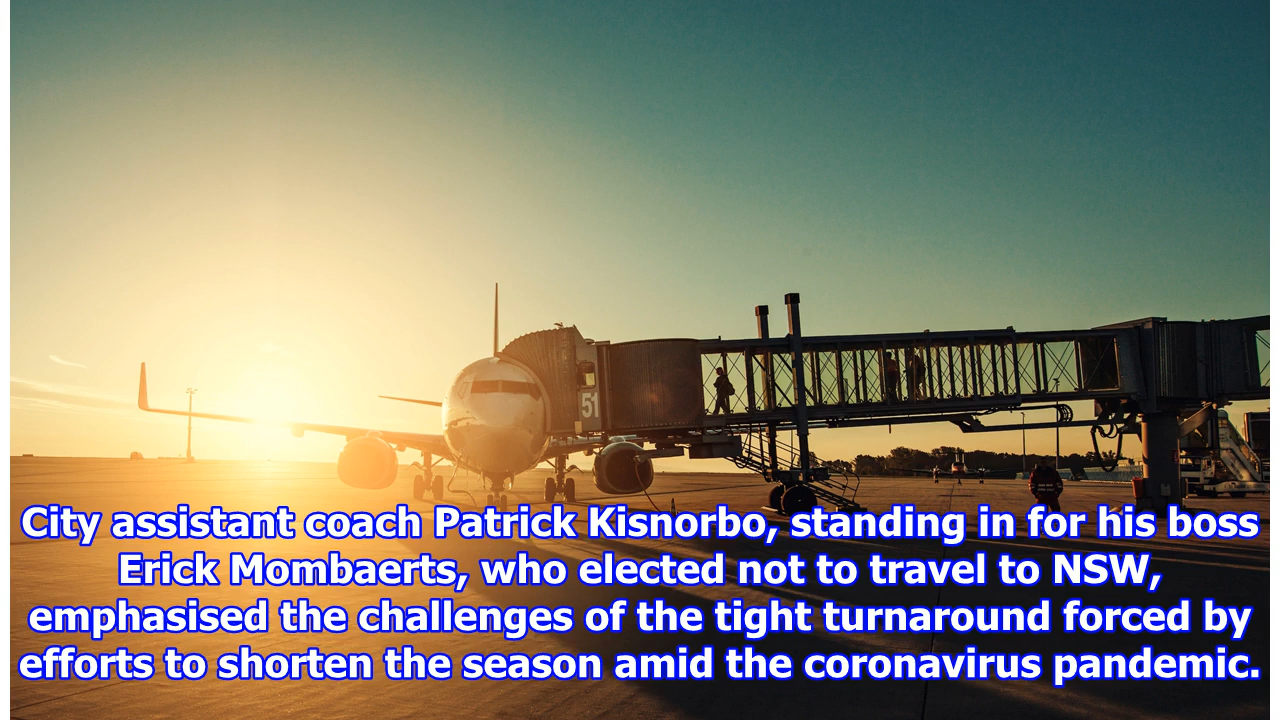 51
City assistant coach Patrick Kisnorbo, standing in for his boss
Erick Mombaerts, who elected not to travel to NSW,
emphasised the challenges of the tight turnaround forced by
efforts to shorten the season amid the coronavirus pandemic.